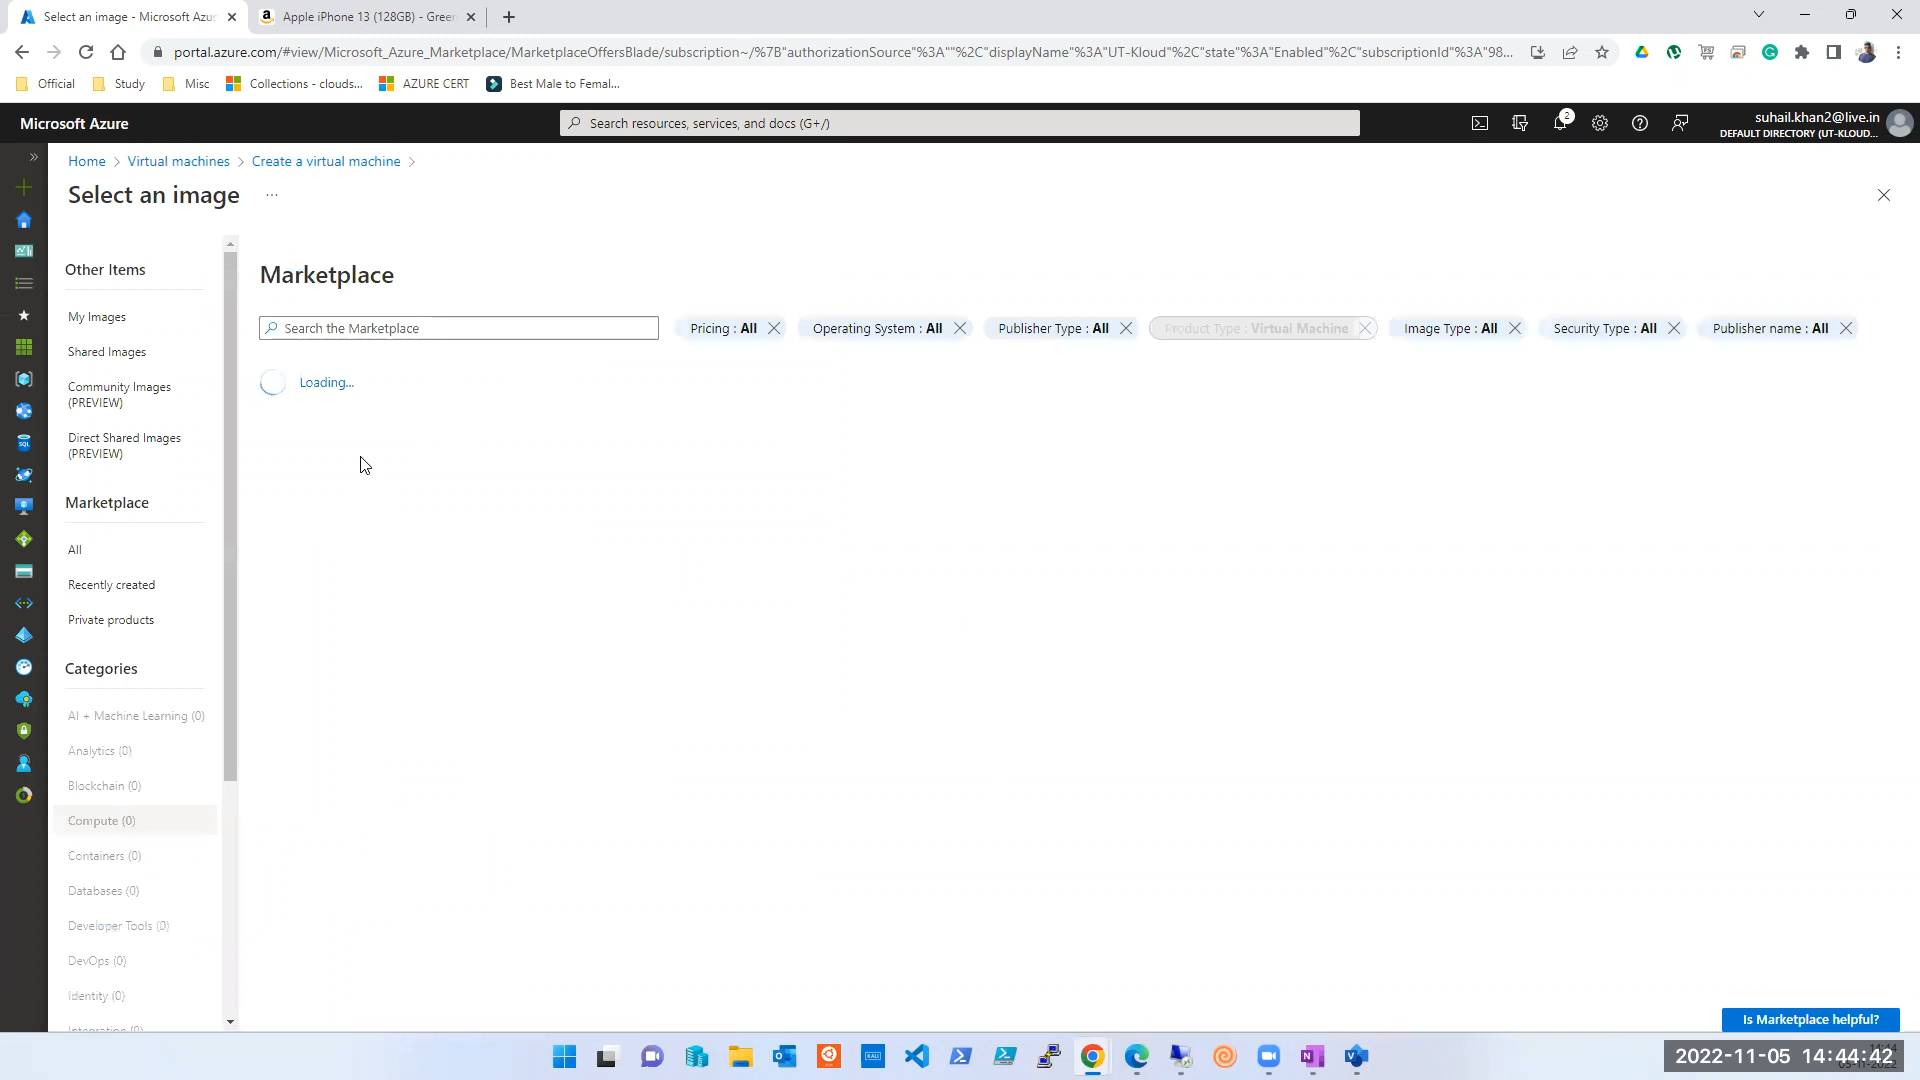 Select an image - Microsoft Azu
Apple iPhone 13 (128GB) - Green
portal.azure.com/#view/Microsoft_Azure_Marketplace/MarketplaceOffersBlade/subscription~/%7B"authorizationSource"%3A""%2C"displayName"%3A"UT-Kloud"%2C"state"%3A"Enabled"%2C"subscriptionId"%3A"98...
Official
Study
Misc
Collections - clouds...
AZURE CERT
Best Male to Femal...
Microsoft Azure
Search resources, services, and docs (G+/)
2
suhail.khan2@live.in
DEFAULT DIRECTORY (UT-KLOUD...
Home > Virtual machines > Create a virtual machine >
Select an image ...
Other Items
My Images
Shared Images
Community Images
(PREVIEW)
Direct Shared Images
(PREVIEW)
Marketplace
All
Recently created
Private products
Categories
AI + Machine Learning (0)
Analytics (0)
Blockchain (0)
Compute (0)
Containers (0)
Databases (0)
Developer Tools (0)
DevOps (0)
Identity (0)
Integration (0)
Marketplace
Search the Marketplace
Pricing : All
Operating System : All
Publisher Type : All
Product Type : Virtual Machine
Image Type : All
Security Type : All
Publisher name : All
Loading...
Is Marketplace helpful?
2022-11-05 14:44:42